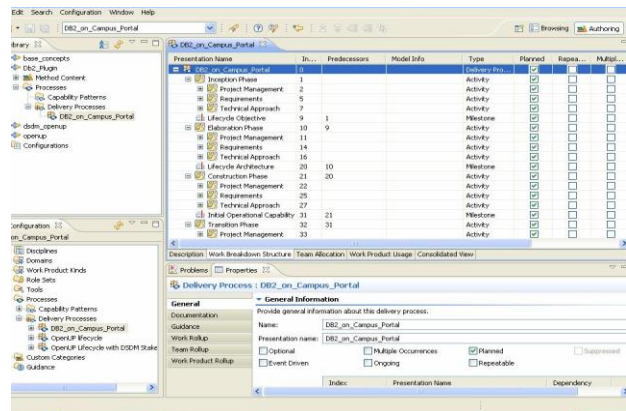 Edit Search Configuration Window Help
DB2_on_Campus_Portal
Browsing Authoring
ibrary
base_concepts
Db2_Plugin
Method Content
Processes
Capability Patterns
Delivery Processes
DB2_on_Campus_Portal
dsdm_openup
openup
Configurations
DB2_on_Campus_Portal
Presentation Name In... Predecessors Model Info Type Planned Repea... Multipl...
DB2_on_Campus_Portal 0 Delivery Pro...
Inception Phase 1 Activity
Project Management 2 Activity
Requirements 5 Activity
Technical Approach 7 Activity
Lifecycle Objective 9 1 Milestone
Elaboration Phase 10 9 Activity
Project Management 11 Activity
Requirements 14 Activity
Technical Approach 16 Activity
Lifecycle Architecture 20 10 Milestone
Construction Phase 21 20 Activity
Project Management 22 Activity
Requirements 25 Activity
Technical Approach 27 Activity
Initial Operational Capability 31 21 Milestone
Transition Phase 32 31 Activity
Project Management 33 Activity
Description Work Breakdown Structure Team Allocation Work Product Usage Consolidated View
onfiguration
on_Campus_Portal
Disciplines
Domains
Work Product Kinds
Role Sets
Tools
Processes
Capability Patterns
Delivery Processes
DB2_on_Campus_Portal
OpenUP lifecycle
OpenUP Lifecycle with DSDM Stake
Custom Categories
Guidance
Problems Properties
Delivery Process : DB2_on_Campus_Portal
General
Documentation
Guidance
Work Rollup
Team Rollup
Work Product Rollup
General Information
Provide general information about this delivery process.
Name: DB2_on_Campus_Portal
Presentation name: DB2_on_Campus_Portal
Optional Multiple Occurrences Planned Suppressed
Event Driven Ongoing Repeatable
Index Presentation Name Dependency